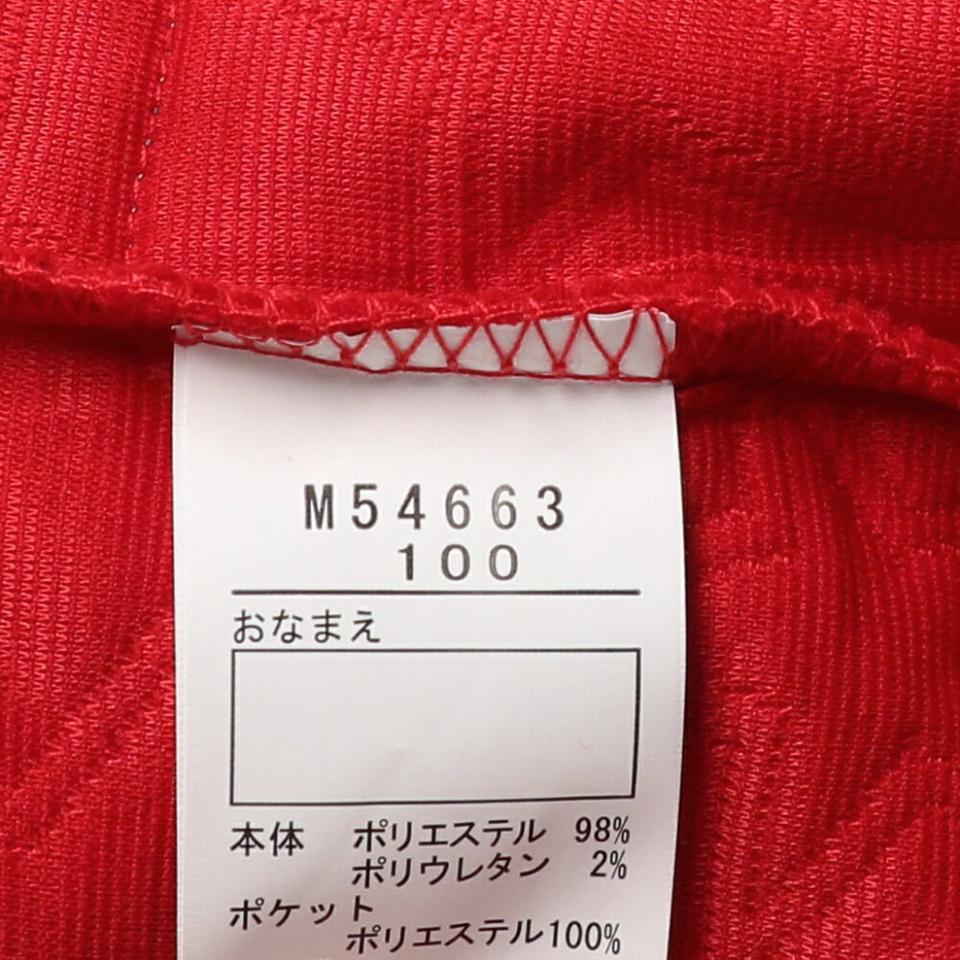 M54663
100
おなまえ
本体 ポリエステル 98%
ポリウレタン 2%
ポケット
ポリエステル100%